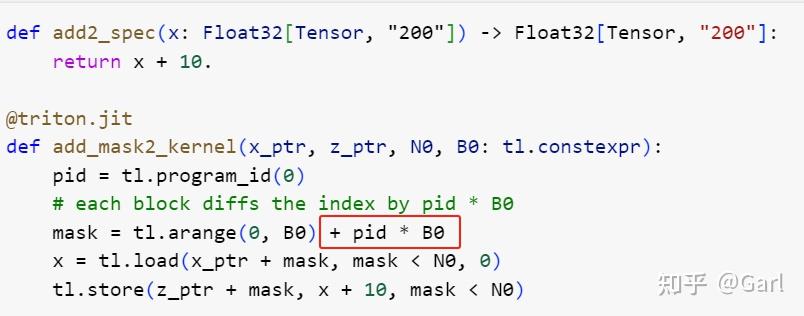 def add2_spec(x: Float32[Tensor, "200"]) -> Float32[Tensor, "200"]:
    return x + 10.
@triton.jit
def add_mask2_kernel(x_ptr, z_ptr, N0, B0: tl.constexpr):
    pid = tl.program_id(0)
    # each block diffs the index by pid * B0
    mask = tl.arange(0, B0) + pid * B0
    x = tl.load(x_ptr + mask, mask < N0, 0)
    tl.store(z_ptr + mask, x + 10, mask < N0)
知乎 @Garl